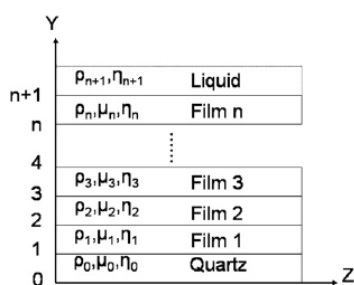 Y
ρn+1,ηn+1 Liquid
n+1
ρn,μn,ηn Film n
n
4
ρ3,μ3,η3 Film 3
3
ρ2,μ2,η2 Film 2
2
ρ1,μ1,η1 Film 1
1
ρ0,μ0,η0 Quartz
0
Z